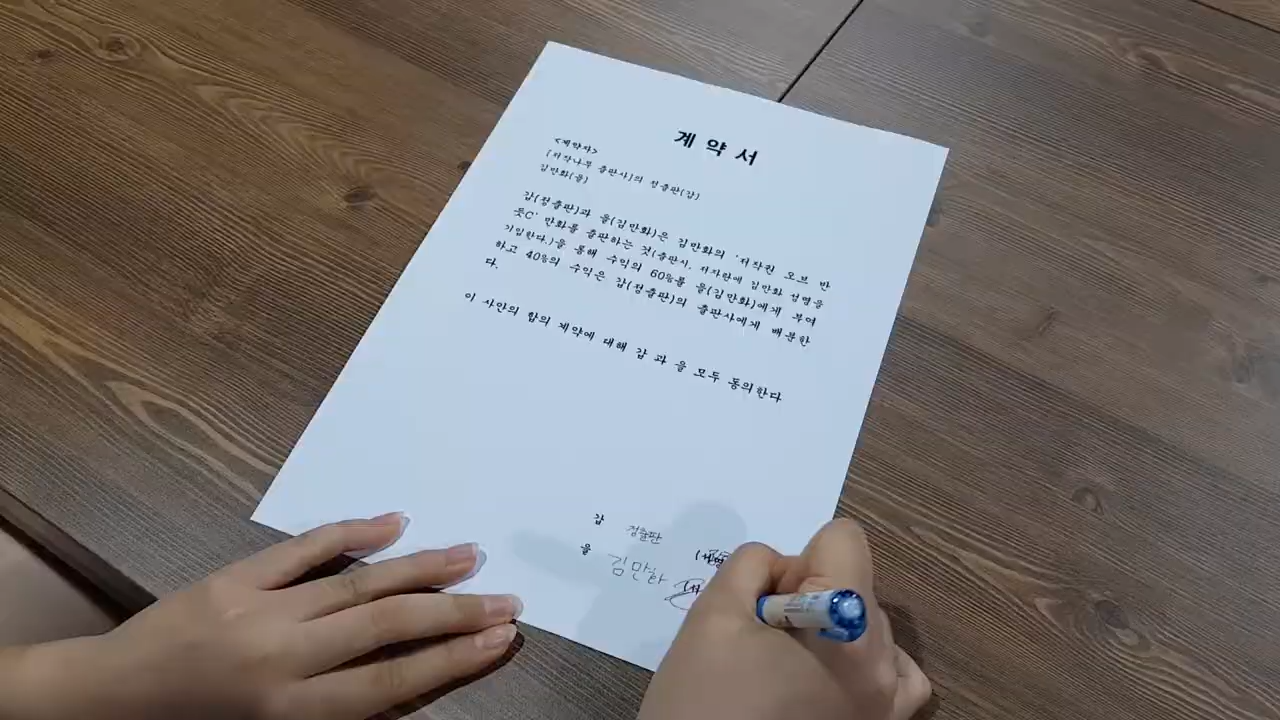 계약서
<계약자>
[저작나무 출판사]의 정출판(갑)
김만화(을)
갑(정출판)과 을(김만화)은 김만화의 '저작권 오브 반
듯C' 만화를 출판하는 것(출판시, 저자란에 김만화 성명을
기입한다.)을 통해 수익의 60%를 을(김만화)에게 부여
하고 40%의 수익은 갑(정출판)의 출판사에게 배분한
다.
이 사안의 합의 계약에 대해 갑 과 을 모두 동의한다
갑 정출판
을 김만화